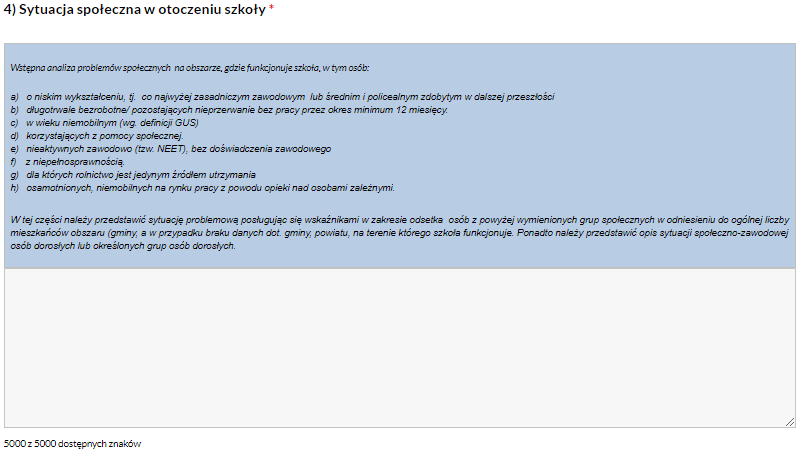 4) Sytuacja społeczna w otoczeniu szkoły *
Wstępna analiza problemów społecznych na obszarze, gdzie funkcjonuje szkoła, w tym osób:
a) o niskim wykształceniu, tj. co najwyżej zasadniczym zawodowym lub średnim i policealnym zdobytym w dalszej przeszłości
b) długotrwale bezrobotne/ pozostających nieprzerwanie bez pracy przez okres minimum 12 miesięcy.
c) w wieku niemobilnym (wg. definicji GUS)
d) korzystających z pomocy społecznej.
e) nieaktywnych zawodowo (tzw. NEET), bez doświadczenia zawodowego
f) z niepełnosprawnością.
g) dla których rolnictwo jest jedynym źródłem utrzymania
h) osamotnionych, niemobilnych na rynku pracy z powodu opieki nad osobami zależnymi.
W tej części należy przedstawić sytuację problemową posługując się wskaźnikami w zakresie odsetka osób z powyżej wymienionych grup społecznych w odniesieniu do ogólnej liczby
mieszkańców obszaru (gminy, a w przypadku braku danych dot. gminy, powiatu, na terenie którego szkoła funkcjonuje. Ponadto należy przedstawić opis sytuacji społeczno-zawodowej
osób dorosłych lub określonych grup osób dorosłych.
5000 z 5000 dostępnych znaków